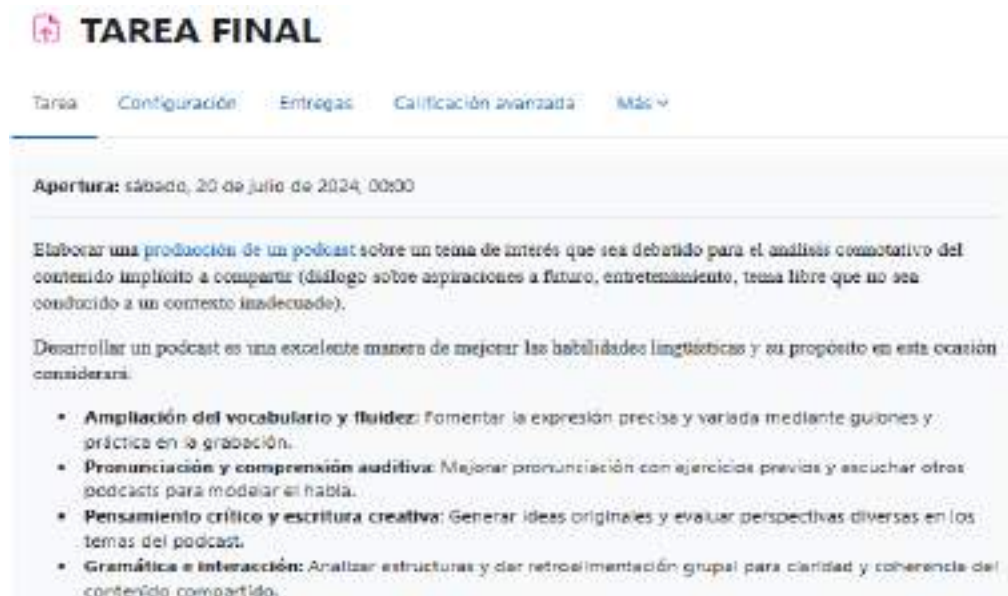 TAREA FINAL
Tarea Configuración Entregas Calificación avanzada Más
Apertura: sábado, 20 de julio de 2024, 00:00
Elaborar una producción de un podcast sobre un tema de interés que sea debatido para el análisis connotativo del
contenido implícito a compartir (diálogo sobre aspiraciones a futuro, entretenimiento, tema libre que no sea
conducido a un contexto inadecuado).
Desarrollar un podcast es una excelente manera de mejorar las habilidades lingüísticas y su propósito en esta ocasión
considerará:
• Ampliación del vocabulario y fluidez: Fomentar la expresión precisa y variada mediante guiones y
práctica en la grabación.
• Pronunciación y comprensión auditiva: Mejorar pronunciación con ejercicios previos y escuchar otros
podcasts para modelar el habla.
• Pensamiento crítico y escritura creativa: Generar ideas originales y evaluar perspectivas diversas en los
temas del podcast.
• Gramática e interacción: Analizar estructuras y dar retroalimentación grupal para claridad y coherencia del
contenido compartido.